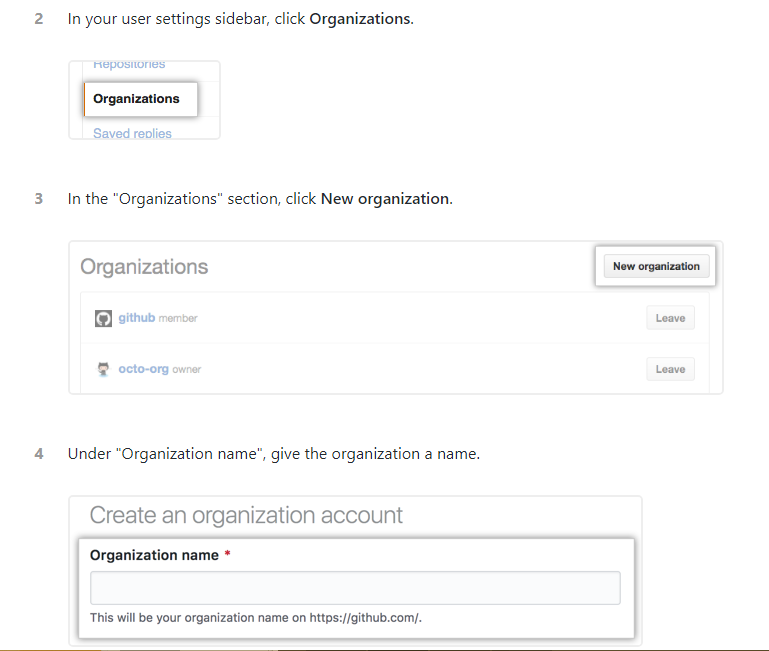 2 In your user settings sidebar, click Organizations.
Repositories
Organizations
Saved replies
3 In the "Organizations" section, click New organization.
Organizations New organization
github member Leave
octo-org owner Leave
4 Under "Organization name", give the organization a name.
Create an organization account
Organization name *
This will be your organization name on https://github.com/.